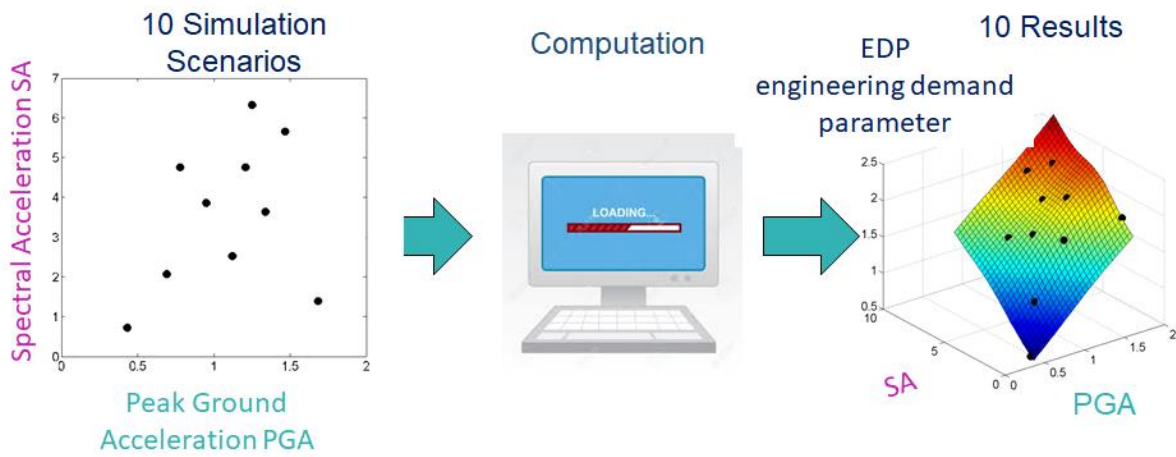 10 Simulation
Scenarios
Spectral Acceleration SA
7
6
5
4
3
2
1
0
0
0.5
1
1.5
2
Peak Ground
Acceleration PGA
Computation
LOADING...
EDP
engineering demand
parameter
10 Results
2.5
2
1.5
1
0.5
10
5
0
0
0.5
1
1.5
2
SA
PGA